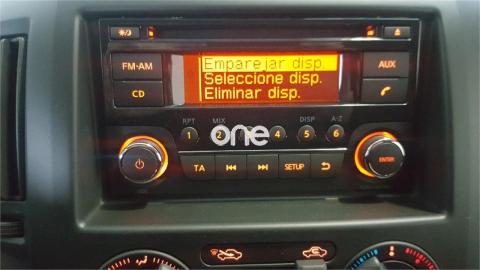 Emparejar disp.
FM-AM
AUX
Seleccione disp.
CD
Eliminar disp.
RPT MIX DISP A-Z
1 2 4 5 6
one
TA SETUP ENTER